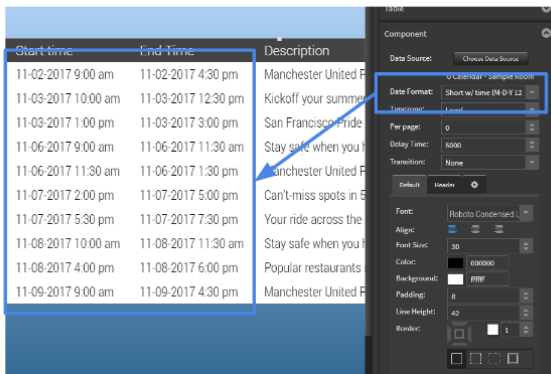 Table
Component
Start time End Time Description
Data Source: Choose Data Source
Calendar - Sample Room
11-02-2017 9:00 am 11-02-2017 4:30 pm Manchester United
Date Format: Short w/ time (M-D-Y 12
11-03-2017 10:00 am 11-03-2017 12:30 pm Kickoff your summe
Timezone: Local
11-03-2017 1:00 pm 11-03-2017 3:00 pm San Francisco Pride
Per page: 0
11-06-2017 9:00 am 11-06-2017 11:30 am Stay safe when you
Delay Time: 5000
11-06-2017 11:30 am 11-06-2017 1:30 pm Manchester United
Transition: None
11-07-2017 2:00 pm 11-07-2017 5:00 pm Can't-miss spots in 5
Default Header
11-07-2017 5:30 pm 11-07-2017 7:30 pm Your ride across the
Font: Roboto Condensed L
11-08-2017 10:00 am 11-08-2017 11:30 am Stay safe when you
Align:
Font Size: 30
11-08-2017 4:00 pm 11-08-2017 6:00 pm Popular restaurants
Color: 000000
Background: ffffff
11-09-2017 9:00 am 11-09-2017 4:30 pm Manchester United
Padding: 8
Line Height: 42
Border: 1